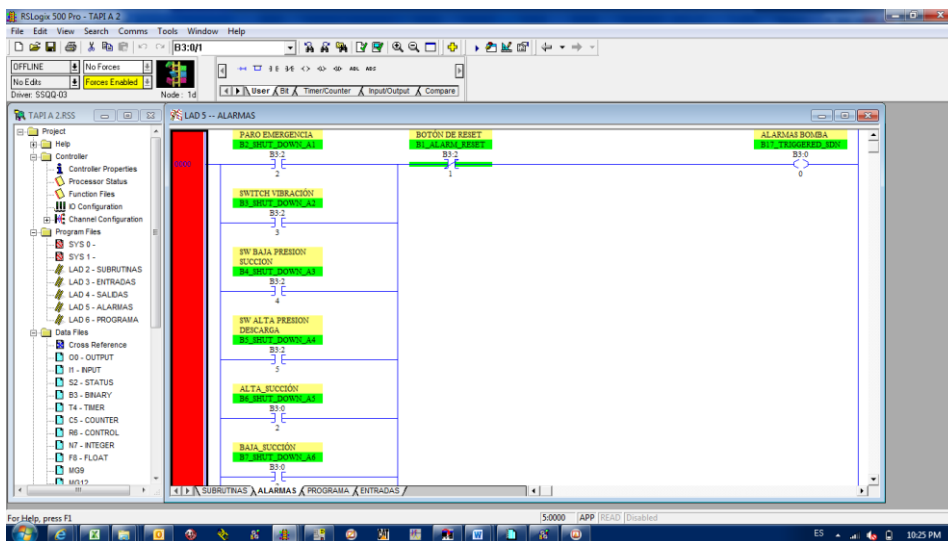 RSLogix 500 Pro - TAPI A 2
File Edit View Search Comms Tools Window Help
B3:0/1
OFFLINE No Forces
No Edits Forces Enabled
Driver: SSQQ-03 Node: 1d
ABL ABS
User Bit Timer/Counter Input/Output Compare
TAPI A 2.RSS
Project
Help
Controller
Controller Properties
Processor Status
Function Files
IO Configuration
Channel Configuration
Program Files
SYS 0 -
SYS 1 -
LAD 2 - SUBRUTINAS
LAD 3 - ENTRADAS
LAD 4 - SALIDAS
LAD 5 - ALARMAS
LAD 6 - PROGRAMA
Data Files
Cross Reference
O0 - OUTPUT
I1 - INPUT
S2 - STATUS
B3 - BINARY
T4 - TIMER
C5 - COUNTER
R6 - CONTROL
N7 - INTEGER
F8 - FLOAT
MG9
MG12
LAD 5 -- ALARMAS
0000
PARO EMERGENCIA
B2_SHUT_DOWN_A1
B3:2
2
BOTÓN DE RESET
B1_ALARM_RESET
B3:2
1
ALARMAS BOMBA
B17_TRIGGERED_SDN
B3:0
0
SWITCH VIBRACIÓN
B3_SHUT_DOWN_A2
B3:2
3
SW BAJA PRESION
SUCCION
B4_SHUT_DOWN_A3
B3:2
4
SW ALTA PRESION
DESCARGA
B5_SHUT_DOWN_A4
B3:2
5
ALTA_SUCCIÓN
B6_SHUT_DOWN_A5
B3:0
2
BAJA_SUCCIÓN
B7_SHUT_DOWN_A6
B3:0
SUBRUTINAS ALARMAS PROGRAMA ENTRADAS
For Help, press F1
5:0000 APP READ Disabled
ES 10:25 PM